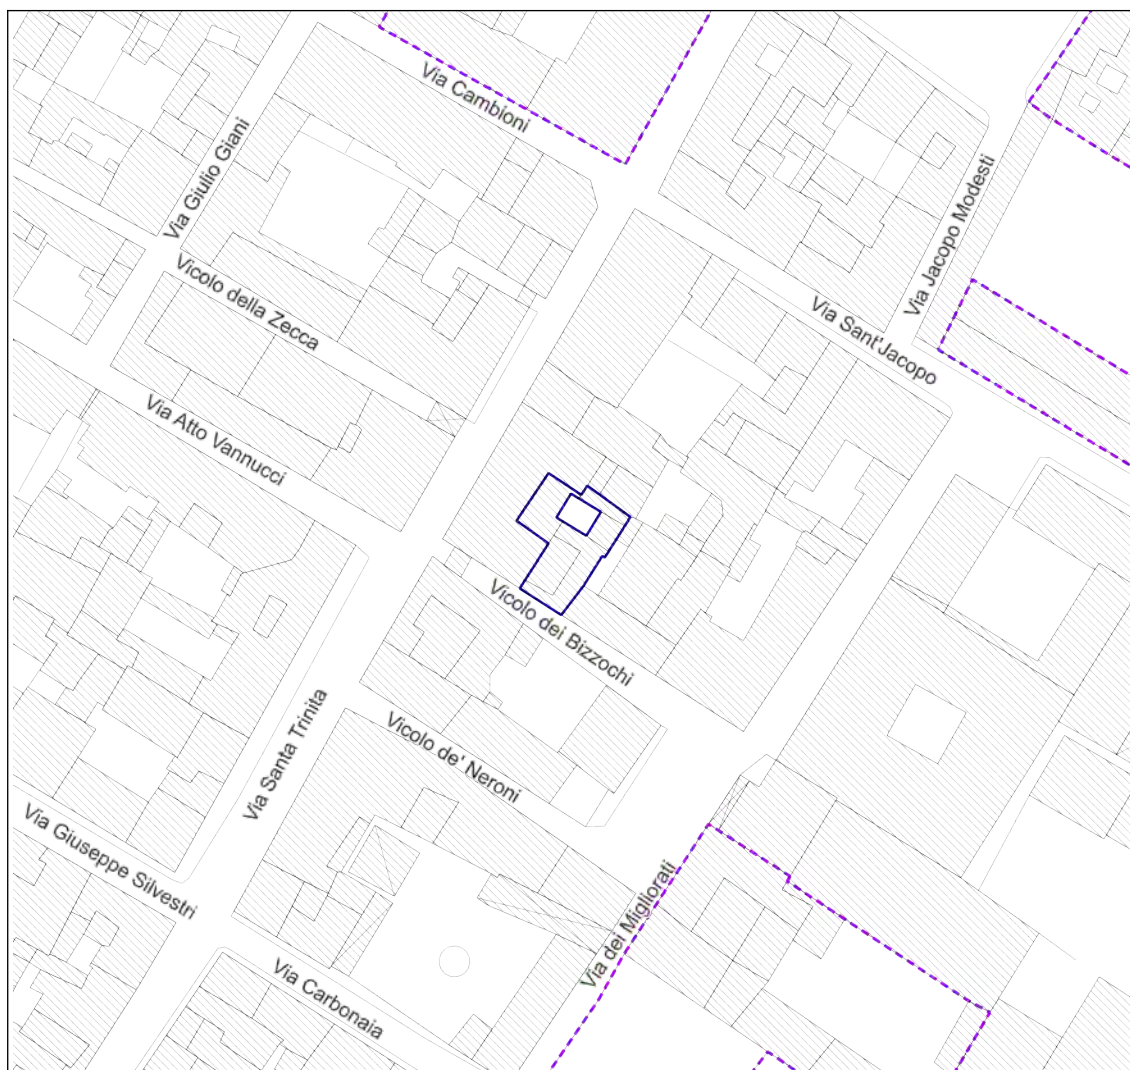 Via Cambioni
Via Giulio Giani
Via Jacopo Modesti
Vicolo della Zecca
Via Sant'Jacopo
Via Atto Vannucci
Vicolo dei Bizzochi
Via Santa Trinita
Vicolo de' Neroni
Via Giuseppe Silvestri
Via dei Migliorati
Via Carbonaia